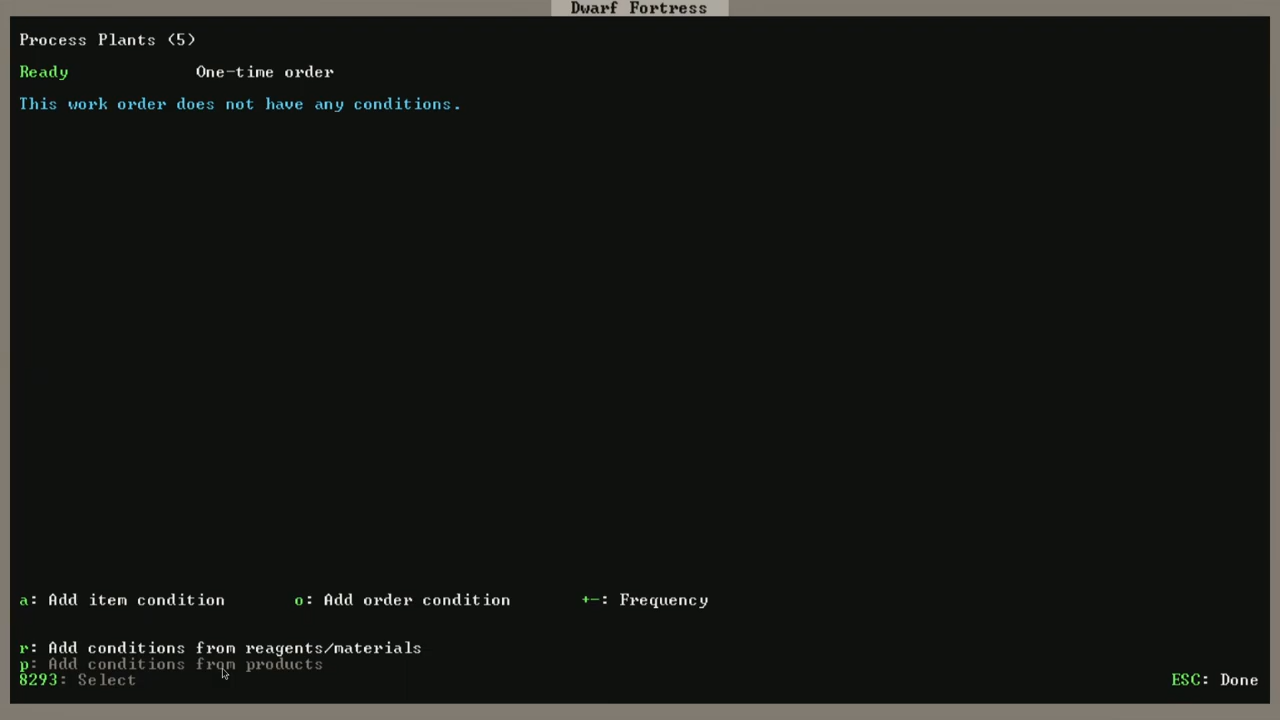 Dwarf Fortress
Process Plants (5)
Ready One-time order
This work order does not have any conditions.
a: Add item condition o: Add order condition +-: Frequency
r: Add conditions from reagents/materials
p: Add conditions from products
8293: Select ESC: Done